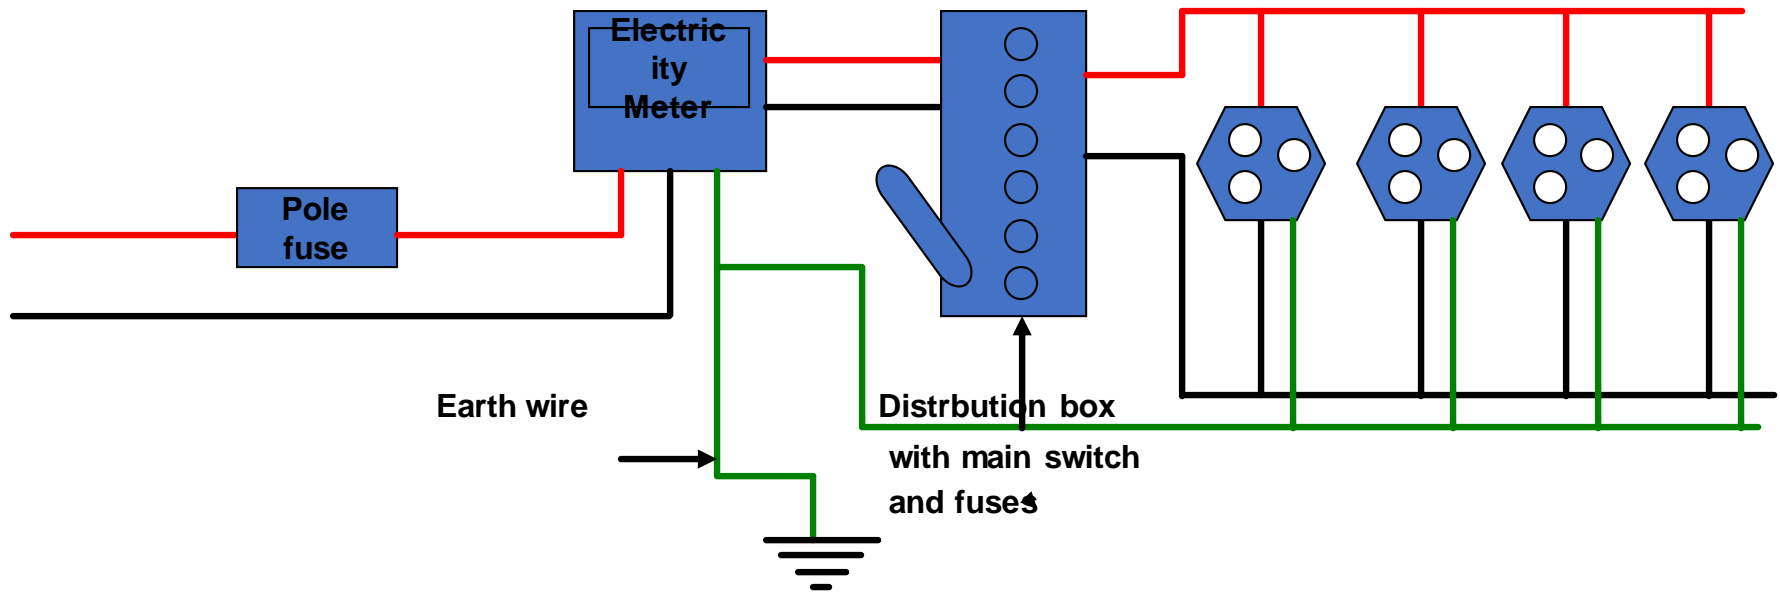 Electric
ity
Meter
Pole
fuse
Earth wire
Distrbution box
with main switch
and fuses